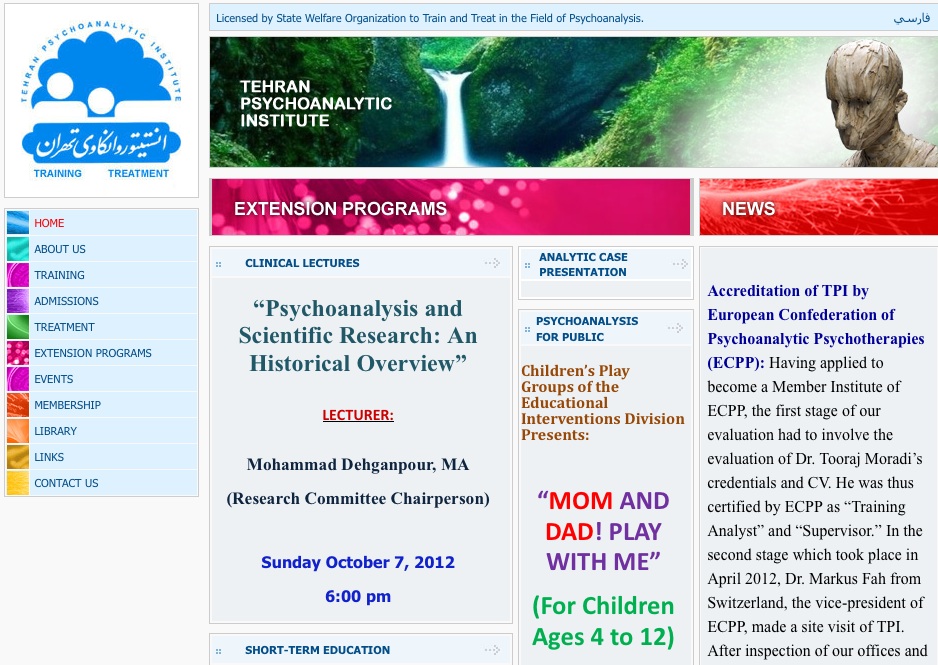 TEHRAN PSYCHOANALYTIC INSTITUTE
انستیتو روانکاوی تهران
TRAINING TREATMENT
HOME
ABOUT US
TRAINING
ADMISSIONS
TREATMENT
EXTENSION PROGRAMS
EVENTS
MEMBERSHIP
LIBRARY
LINKS
CONTACT US
Licensed by State Welfare Organization to Train and Treat in the Field of Psychoanalysis.
فارسي
TEHRAN
PSYCHOANALYTIC
INSTITUTE
EXTENSION PROGRAMS
CLINICAL LECTURES
“Psychoanalysis and
Scientific Research: An
Historical Overview”
LECTURER:
Mohammad Dehganpour, MA
(Research Committee Chairperson)
Sunday October 7, 2012
6:00 pm
SHORT-TERM EDUCATION
ANALYTIC CASE
PRESENTATION
PSYCHOANALYSIS
FOR PUBLIC
Children’s Play
Groups of the
Educational
Interventions Division
Presents:
“MOM AND
DAD! PLAY
WITH ME”
(For Children
Ages 4 to 12)
NEWS
Accreditation of TPI by
European Confederation of
Psychoanalytic Psychotherapies
(ECPP): Having applied to
become a Member Institute of
ECPP, the first stage of our
evaluation had to involve the
evaluation of Dr. Tooraj Moradi’s
credentials and CV. He was thus
certified by ECPP as “Training
Analyst” and “Supervisor.” In the
second stage which took place in
April 2012, Dr. Markus Fah from
Switzerland, the vice-president of
ECPP, made a site visit of TPI.
After inspection of our offices and